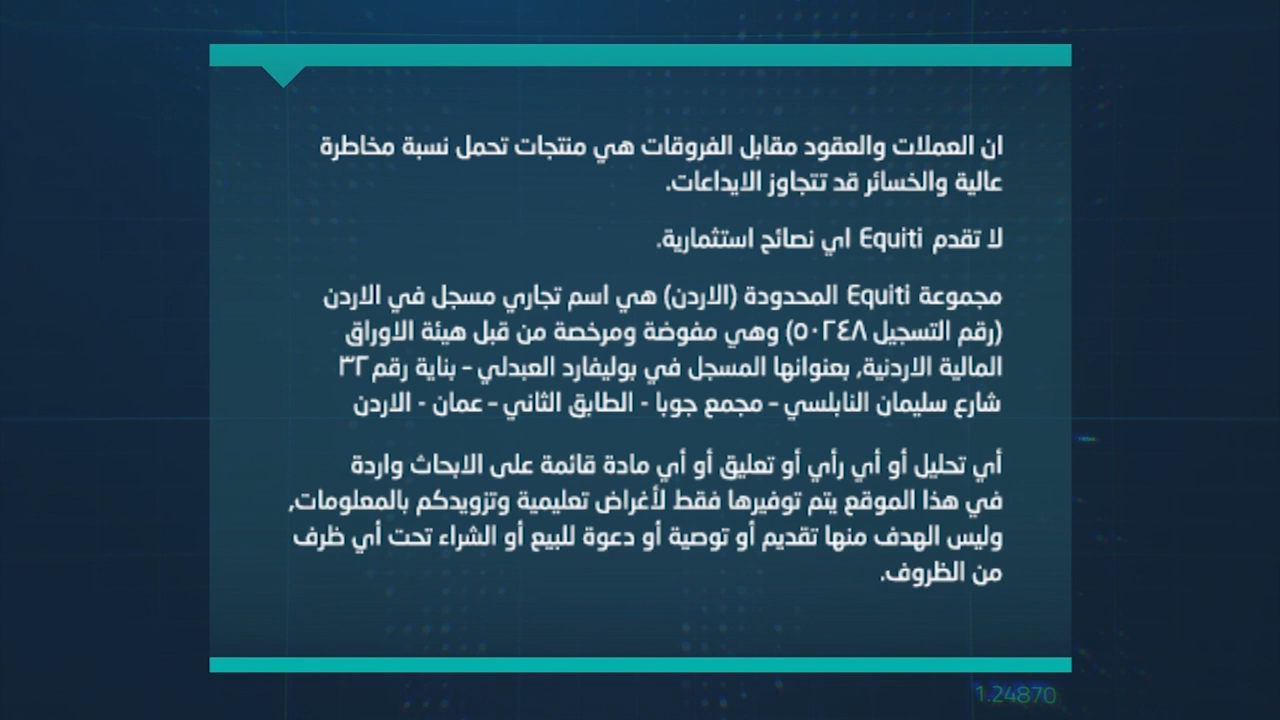 ان العملات والعقود مقابل الفروقات هي منتجات تحمل نسبة مخاطرة
عالية والخسائر قد تتجاوز الايداعات.
لا تقدم Equiti اي نصائح استثمارية.
مجموعة Equiti المحدودة (الاردن) هي اسم تجاري مسجل في الاردن
(رقم التسجيل ٥٠٢٤٨) وهي مفوضة ومرخصة من قبل هيئة الاوراق
المالية الاردنية, بعنوانها المسجل في بوليفارد العبدلي – بناية رقم ٣٢
شارع سليمان النابلسي – مجمع جوبا - الطابق الثاني – عمان - الاردن
أي تحليل أو أي رأي أو تعليق أو أي مادة قائمة على الابحاث واردة
في هذا الموقع يتم توفيرها فقط لأغراض تعليمية وتزويدكم بالمعلومات,
وليس الهدف منها تقديم أو توصية أو دعوة للبيع أو الشراء تحت أي ظرف
من الظروف.
1.24870